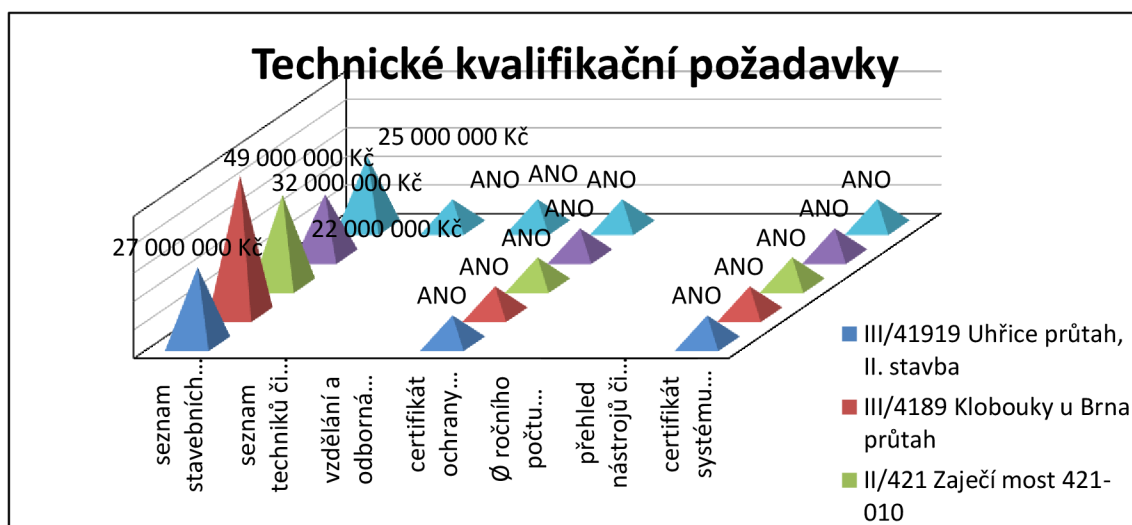 Technické kvalifikační požadavky
25 000 000 Kč
49 000 000 Kč
32 000 000 Kč
22 000 000 Kč
27 000 000 Kč
ANO
ANO
ANO
ANO
ANO
ANO
ANO
ANO
ANO
ANO
ANO
ANO
seznam
stavebních…
seznam
techniků či…
vzdělání a
odborná…
certifikát
ochrany…
Ø ročního
počtu…
přehled
nástrojů či…
certifikát
systému…
III/41919 Uhřice průtah,
II. stavba
III/4189 Klobouky u Brna
průtah
II/421 Zaječí most 421-
010